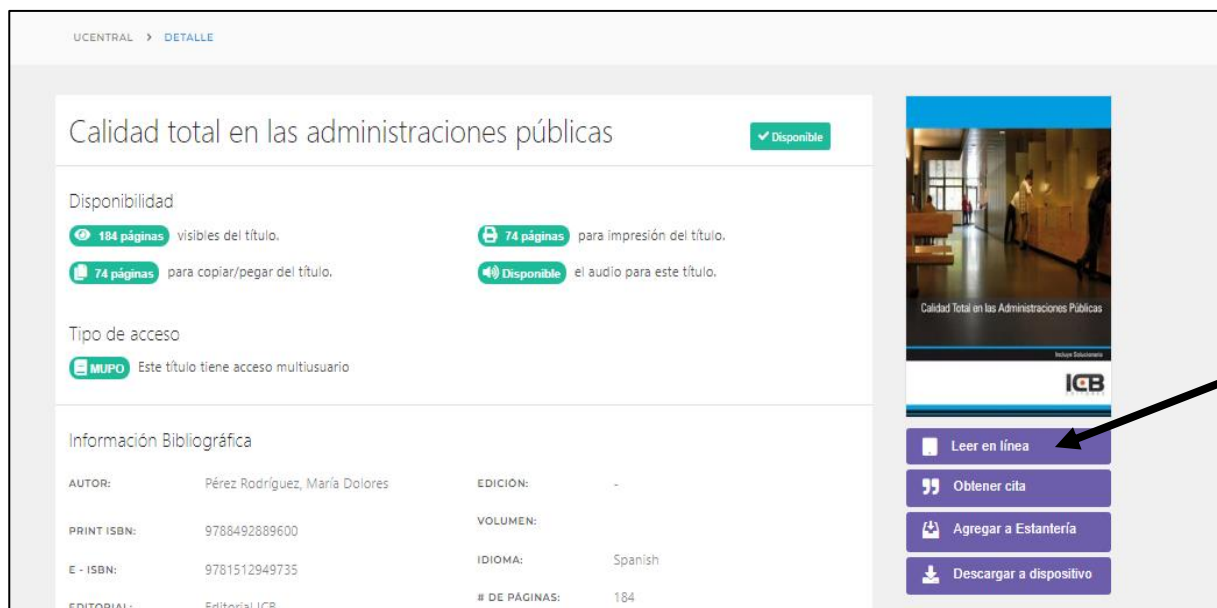 UCENTRAL > DETALLE
Calidad total en las administraciones públicas
Disponible
Disponibilidad
184 páginas visibles del título.
74 páginas para impresión del título.
74 páginas para copiar/pegar del título.
Disponible el audio para este título.
Tipo de acceso
MUPO Este título tiene acceso multiusuario
Información Bibliográfica
AUTOR: Pérez Rodríguez, María Dolores
PRINT ISBN: 9788492889600
E - ISBN: 9781512949735
EDITORIAL: Editorial ICB
EDICIÓN: -
VOLUMEN:
IDIOMA: Spanish
# DE PÁGINAS: 184
Calidad Total en las Administraciones Públicas
Incluye Solucionario
ICB
EDITORES
Leer en línea
Obtener cita
Agregar a Estantería
Descargar a dispositivo